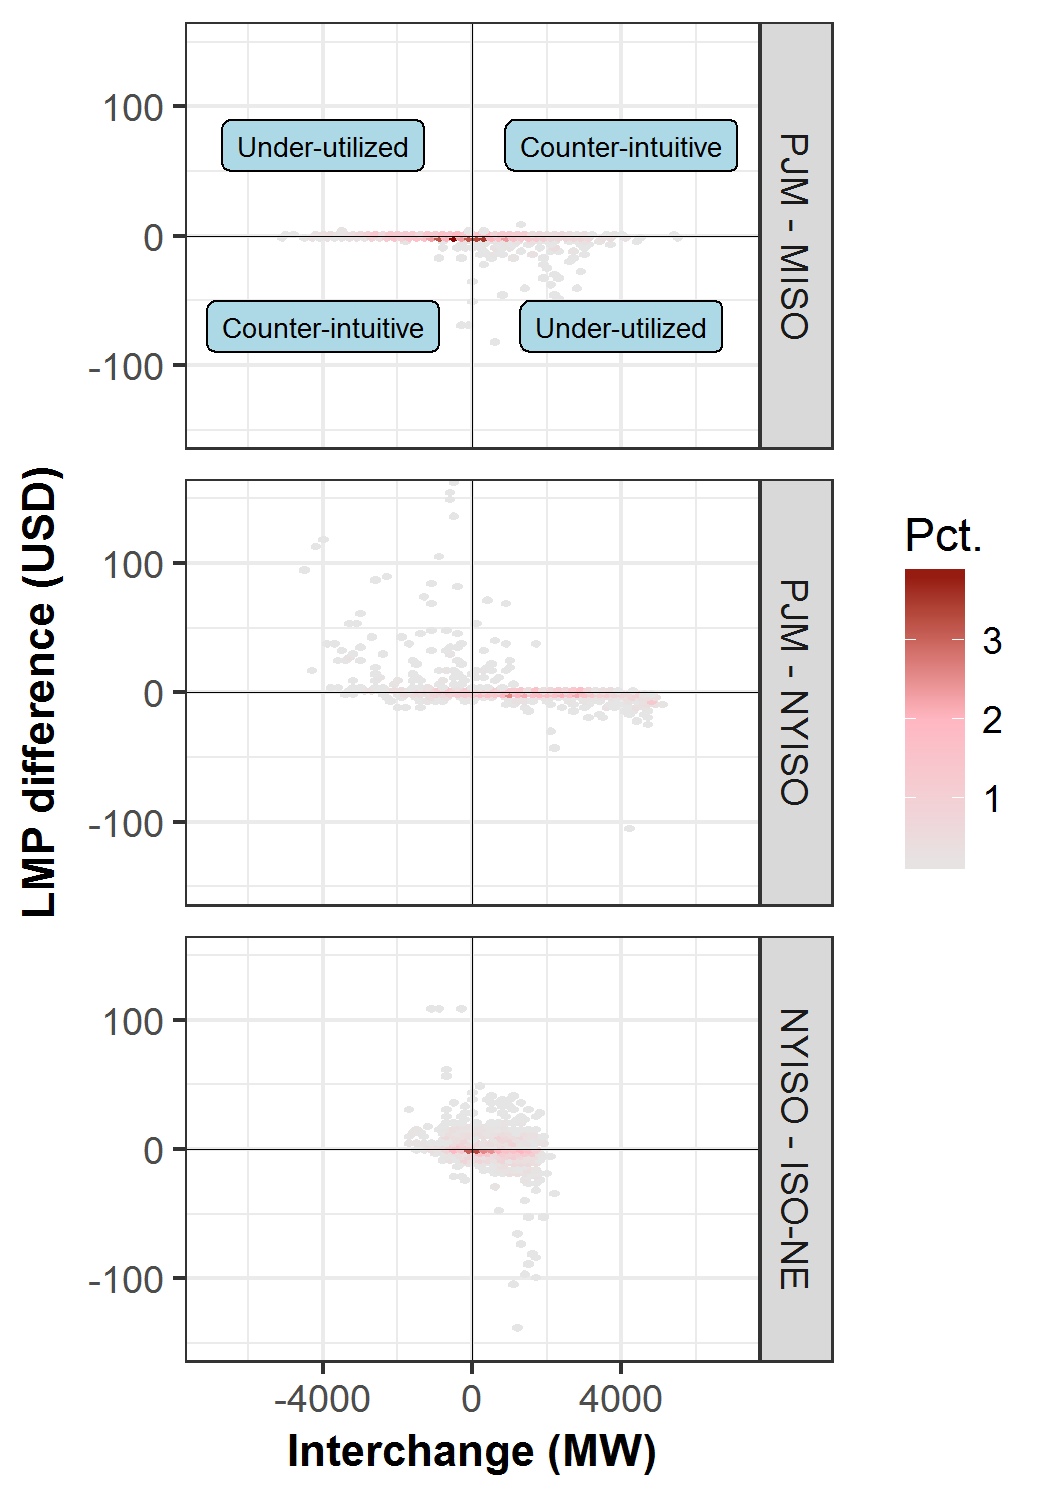 100
0
-100
Under-utilized
Counter-intuitive
Counter-intuitive
Under-utilized
PJM - MISO
100
0
-100
PJM - NYISO
100
0
-100
NYISO - ISO-NE
-4000
0
4000
Interchange (MW)
LMP difference (USD)
Pct.
3
2
1